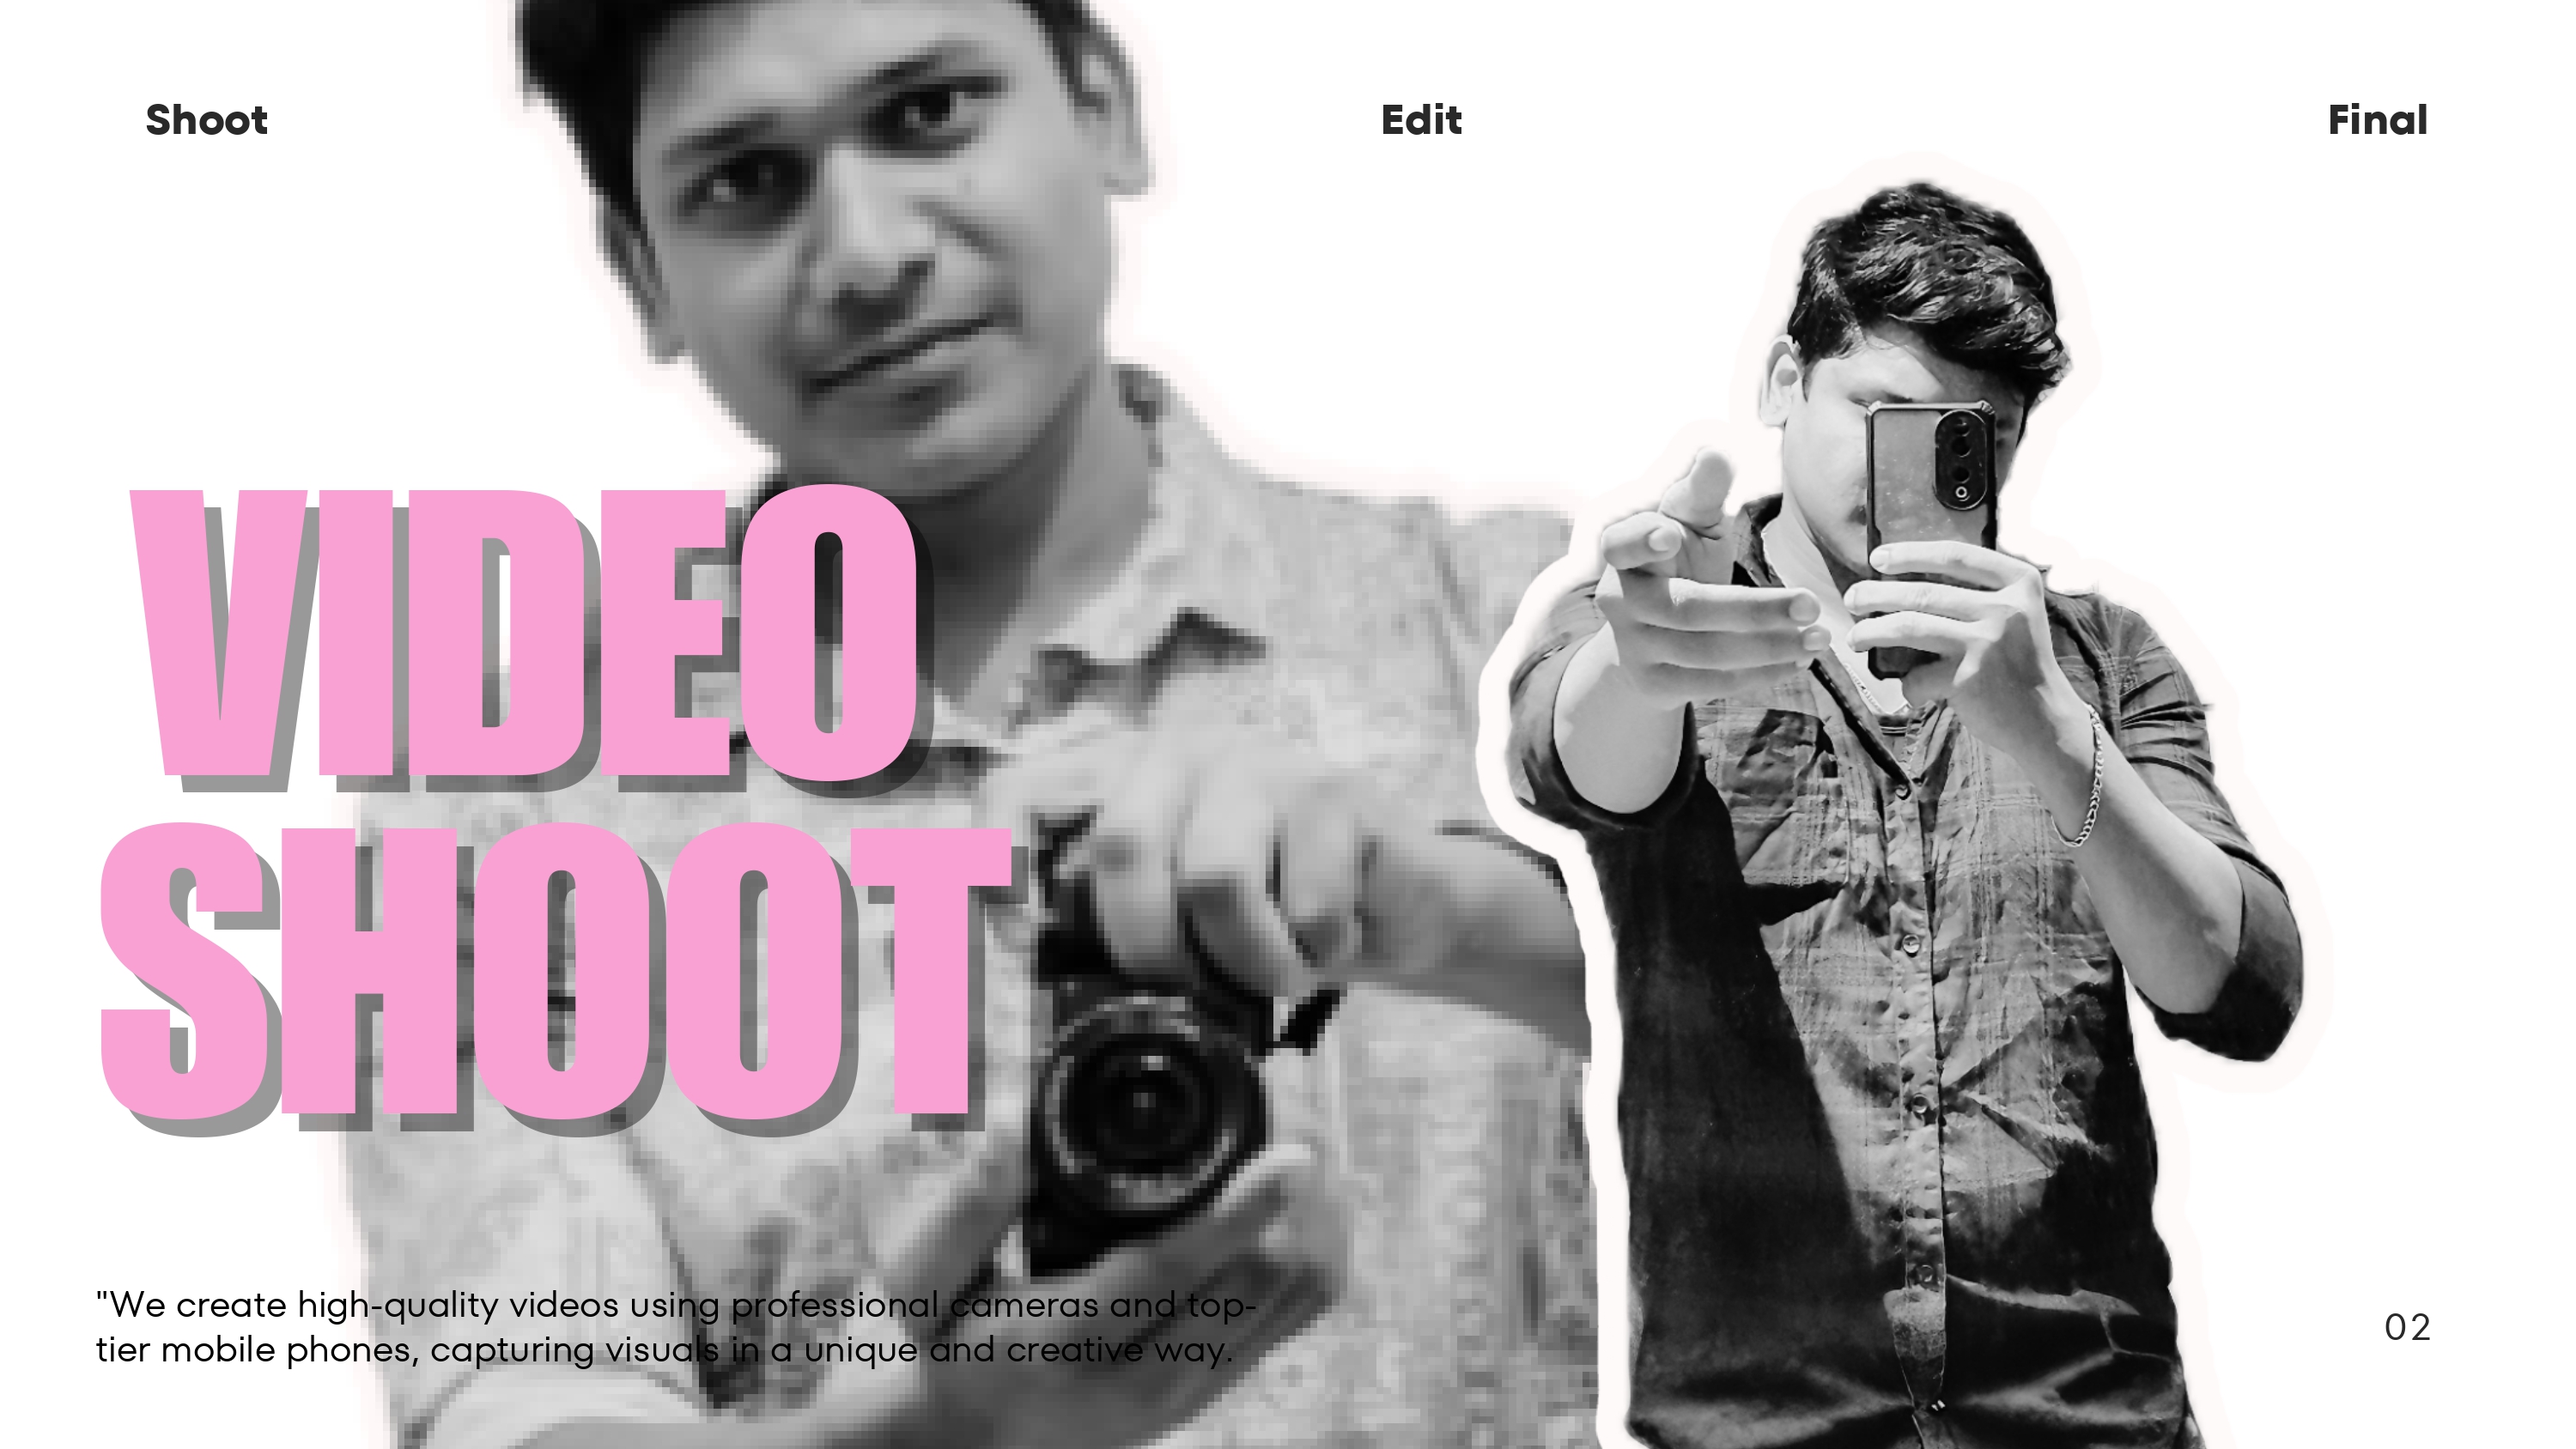 Shoot Edit Final
VIDEO
SHOOT
"We create high-quality videos using professional cameras and top-
tier mobile phones, capturing visuals in a unique and creative way.
02